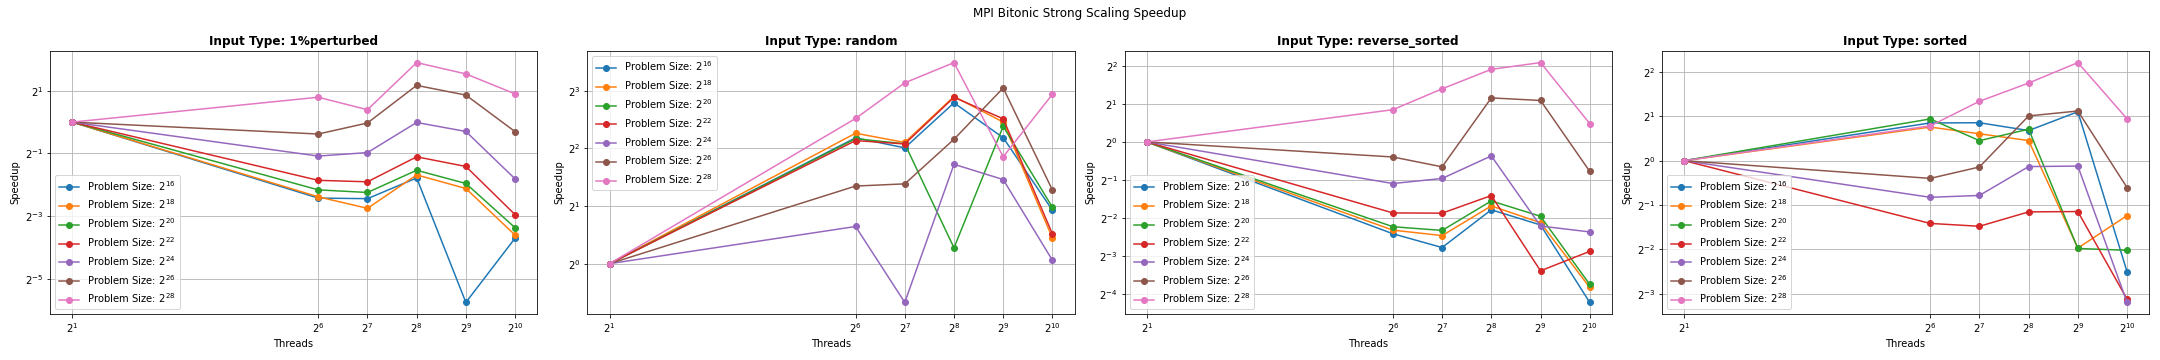 MPI Bitonic Strong Scaling Speedup
Input Type: 1%perturbed
Speedup
2^1
2^0
2^-1
2^-3
2^-5
Problem Size: 2^16
Problem Size: 2^18
Problem Size: 2^20
Problem Size: 2^22
Problem Size: 2^24
Problem Size: 2^26
Problem Size: 2^28
2^1 2^6 2^7 2^8 2^9 2^10
Threads
Input Type: random
Speedup
2^3
2^2
2^1
2^0
Problem Size: 2^16
Problem Size: 2^18
Problem Size: 2^20
Problem Size: 2^22
Problem Size: 2^24
Problem Size: 2^26
Problem Size: 2^28
2^1 2^6 2^7 2^8 2^9 2^10
Threads
Input Type: reverse_sorted
Speedup
2^2
2^1
2^0
2^-1
2^-2
2^-3
2^-4
Problem Size: 2^16
Problem Size: 2^18
Problem Size: 2^20
Problem Size: 2^22
Problem Size: 2^24
Problem Size: 2^26
Problem Size: 2^28
2^1 2^6 2^7 2^8 2^9 2^10
Threads
Input Type: sorted
Speedup
2^2
2^1
2^0
2^-1
2^-2
2^-3
Problem Size: 2^16
Problem Size: 2^18
Problem Size: 2^20
Problem Size: 2^22
Problem Size: 2^24
Problem Size: 2^26
Problem Size: 2^28
2^1 2^6 2^7 2^8 2^9 2^10
Threads